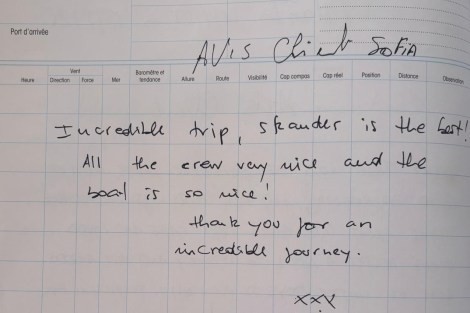 Port d'arrivée
AVIS Client SOFIA
Vent
Heure Direction Force Mer Baromètre et tendance Allure Route Visibilité Cap compas Cap réel Position Distance Observation
Incredible trip, skander is the best!
All the crew very nice and the
boat is so nice!
thank you for an
incredible journey.
xxx